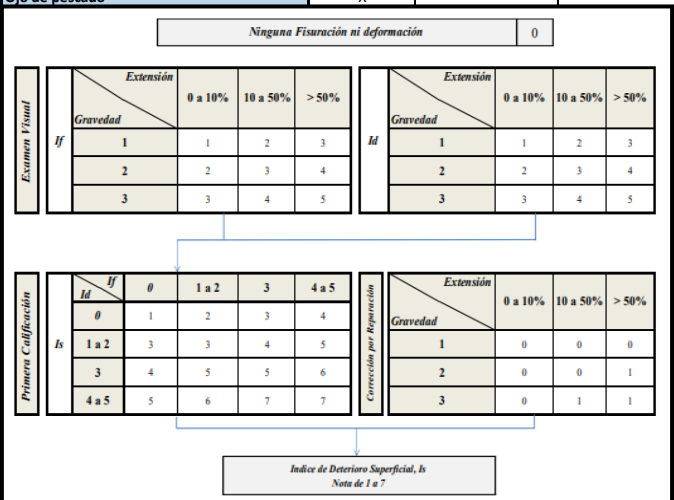 Ojo de pescado x
Ninguna Fisuración ni deformación 0
Examen Visual
If
Extensión
Gravedad
0 a 10% 10 a 50% > 50%
1 1 2 3
2 2 3 4
3 3 4 5
Id
Extensión
Gravedad
0 a 10% 10 a 50% > 50%
1 1 2 3
2 2 3 4
3 3 4 5
Primera Calificación
Is
If
Id
0 1 a 2 3 4 a 5
0 1 2 3 4
1 a 2 3 3 4 5
3 4 5 5 6
4 a 5 5 6 7 7
Corrección por Reparación
Extensión
Gravedad
0 a 10% 10 a 50% > 50%
1 0 0 0
2 0 0 1
3 0 1 1
Indice de Deterioro Superficial, Is
Nota de 1 a 7